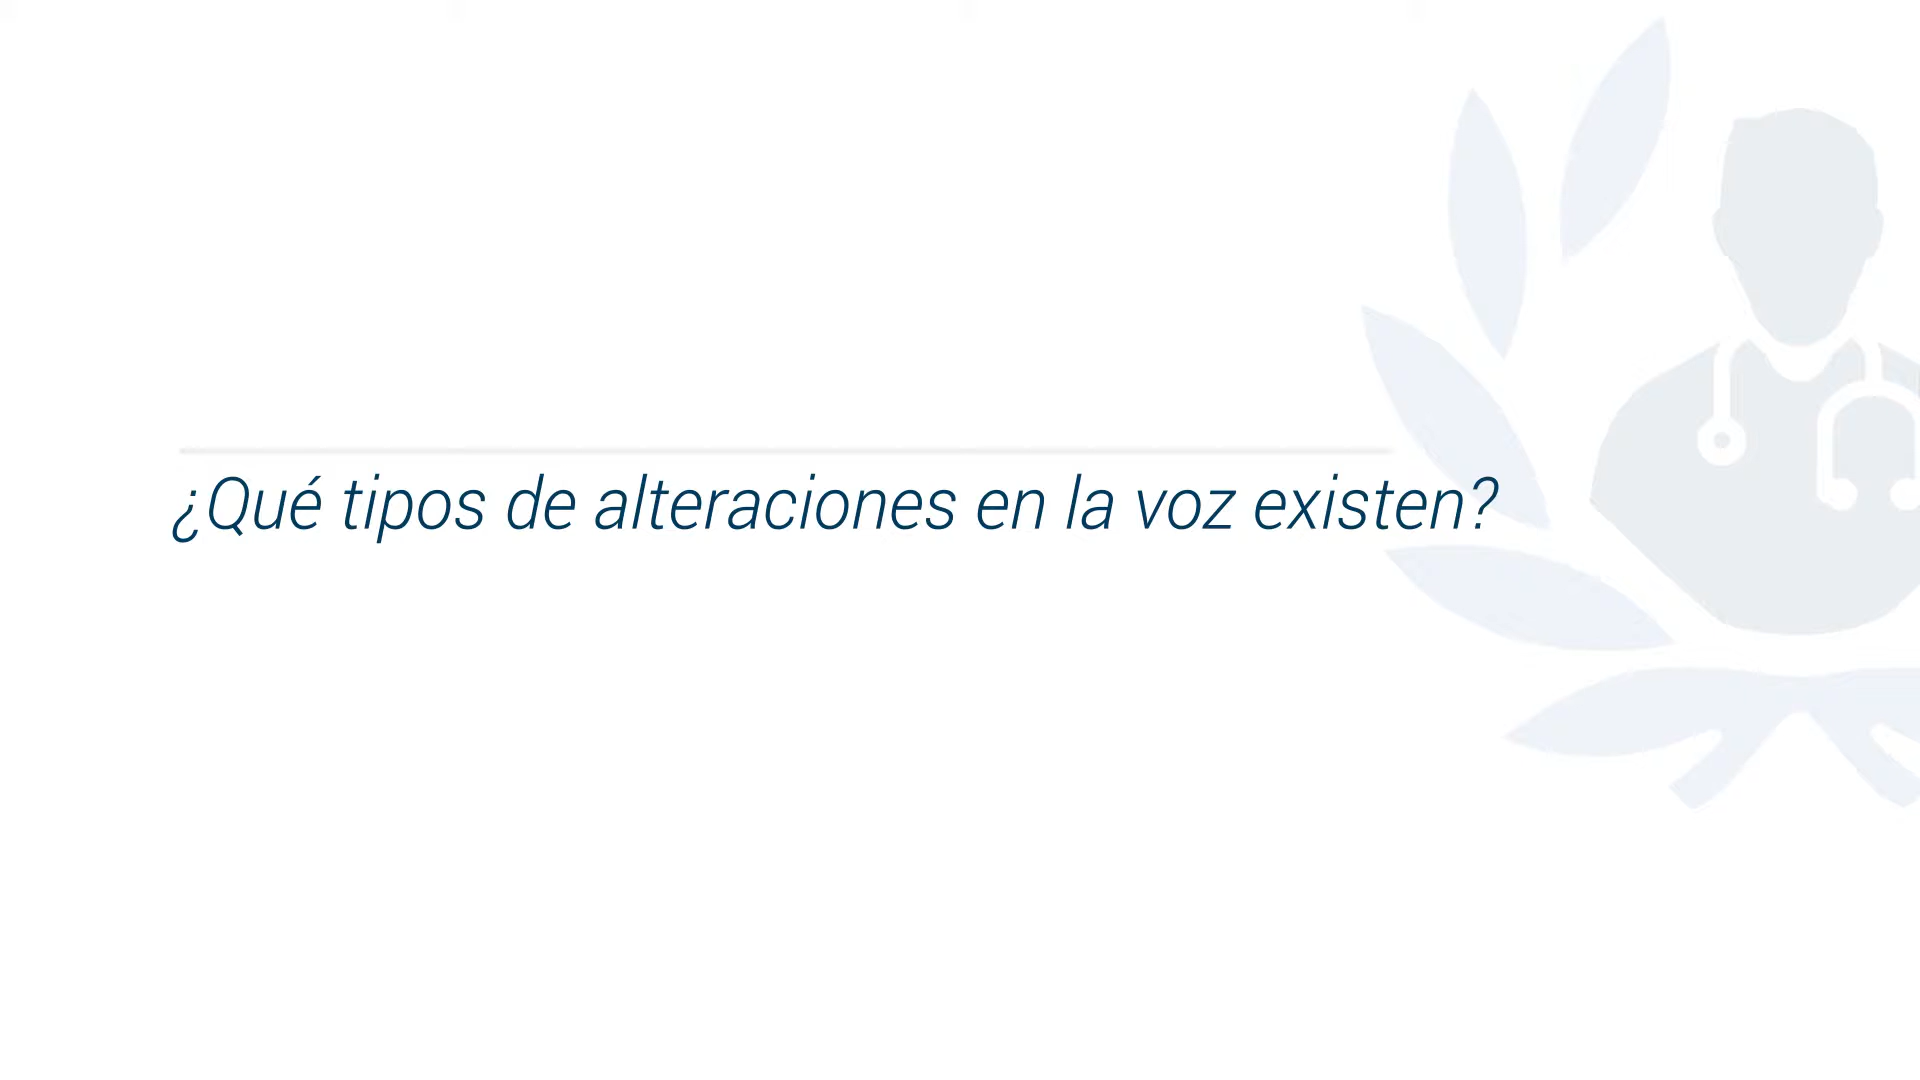 ¿Qué tipos de alteraciones en la voz existen?